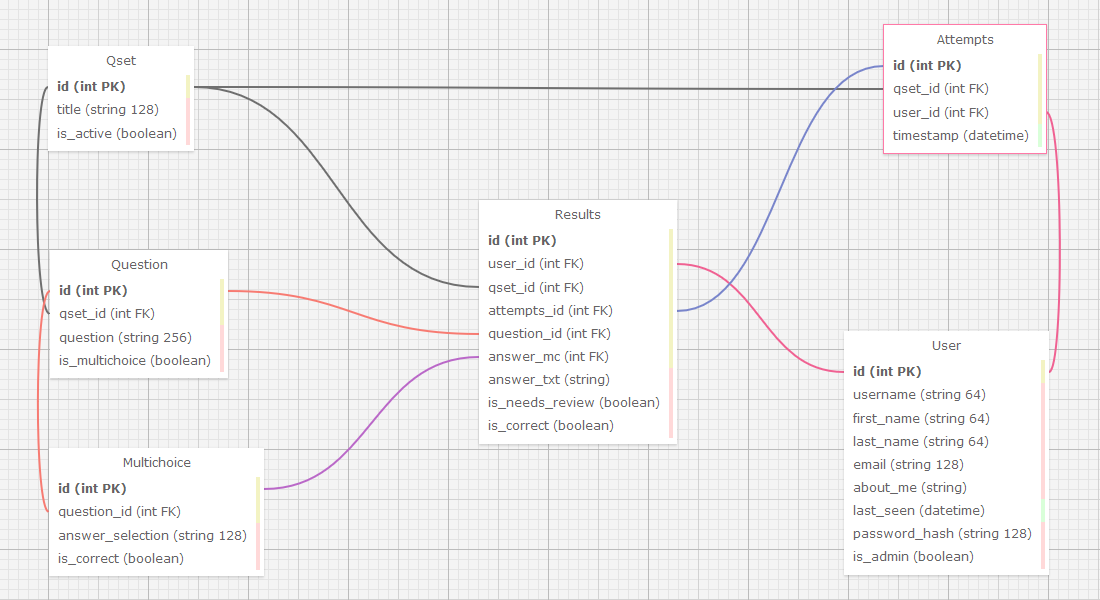 Qset
id (int PK)
title (string 128)
is_active (boolean)
Attempts
id (int PK)
qset_id (int FK)
user_id (int FK)
timestamp (datetime)
Results
id (int PK)
user_id (int FK)
qset_id (int FK)
attempts_id (int FK)
question_id (int FK)
answer_mc (int FK)
answer_txt (string)
is_needs_review (boolean)
is_correct (boolean)
Question
id (int PK)
qset_id (int FK)
question (string 256)
is_multichoice (boolean)
User
id (int PK)
username (string 64)
first_name (string 64)
last_name (string 64)
email (string 128)
about_me (string)
last_seen (datetime)
password_hash (string 128)
is_admin (boolean)
Multichoice
id (int PK)
question_id (int FK)
answer_selection (string 128)
is_correct (boolean)